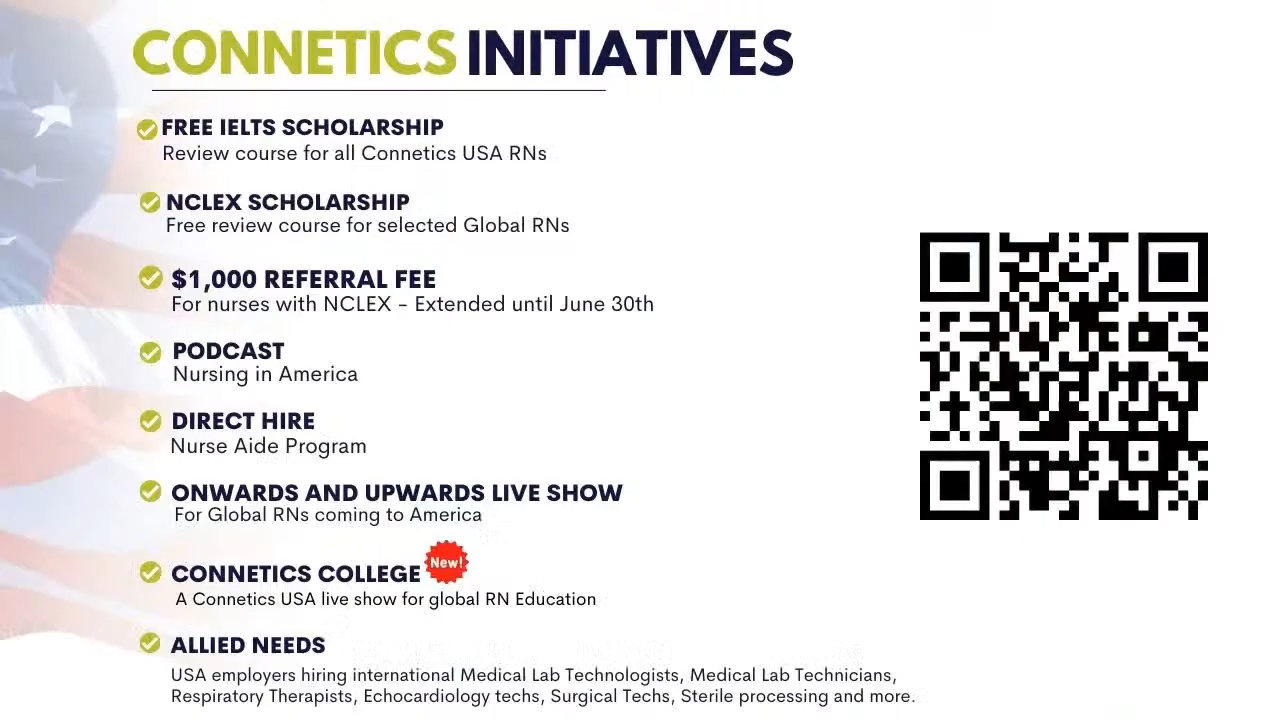 CONNETICS INITIATIVES
FREE IELTS SCHOLARSHIP
Review course for all Connetics USA RNs
NCLEX SCHOLARSHIP
Free review course for selected Global RNs
$1,000 REFERRAL FEE
For nurses with NCLEX - Extended until June 30th
PODCAST
Nursing in America
DIRECT HIRE
Nurse Aide Program
ONWARDS AND UPWARDS LIVE SHOW
For Global RNs coming to America
CONNETICS COLLEGE New!
A Connetics USA live show for global RN Education
ALLIED NEEDS
USA employers hiring international Medical Lab Technologists, Medical Lab Technicians,
Respiratory Therapists, Echocardiology techs, Surgical Techs, Sterile processing and more.